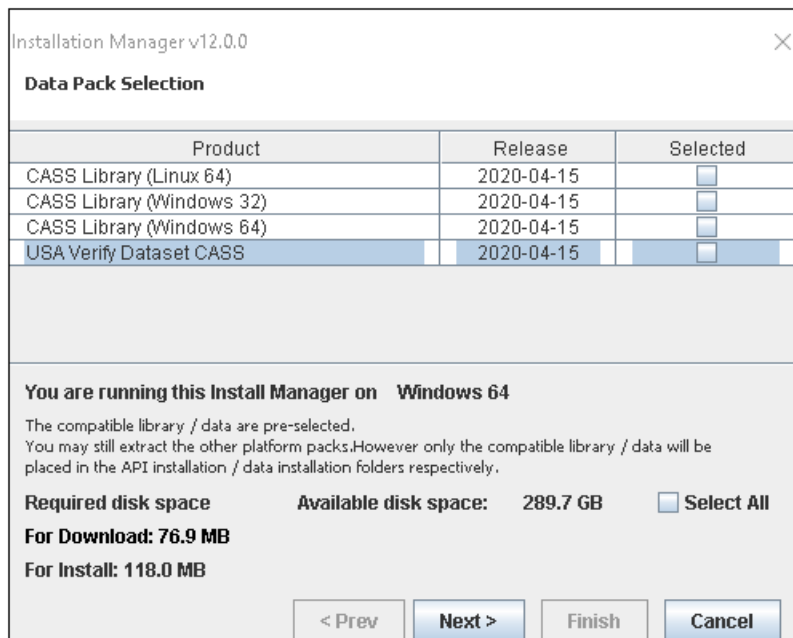 Installation Manager v12.0.0
Data Pack Selection
Product Release Selected
CASS Library (Linux 64) 2020-04-15
CASS Library (Windows 32) 2020-04-15
CASS Library (Windows 64) 2020-04-15
USA Verify Dataset CASS 2020-04-15
You are running this Install Manager on Windows 64
The compatible library / data are pre-selected.
You may still extract the other platform packs.However only the compatible library / data will be
placed in the API installation / data installation folders respectively.
Required disk space Available disk space: 289.7 GB Select All
For Download: 76.9 MB
For Install: 118.0 MB
< Prev Next > Finish Cancel